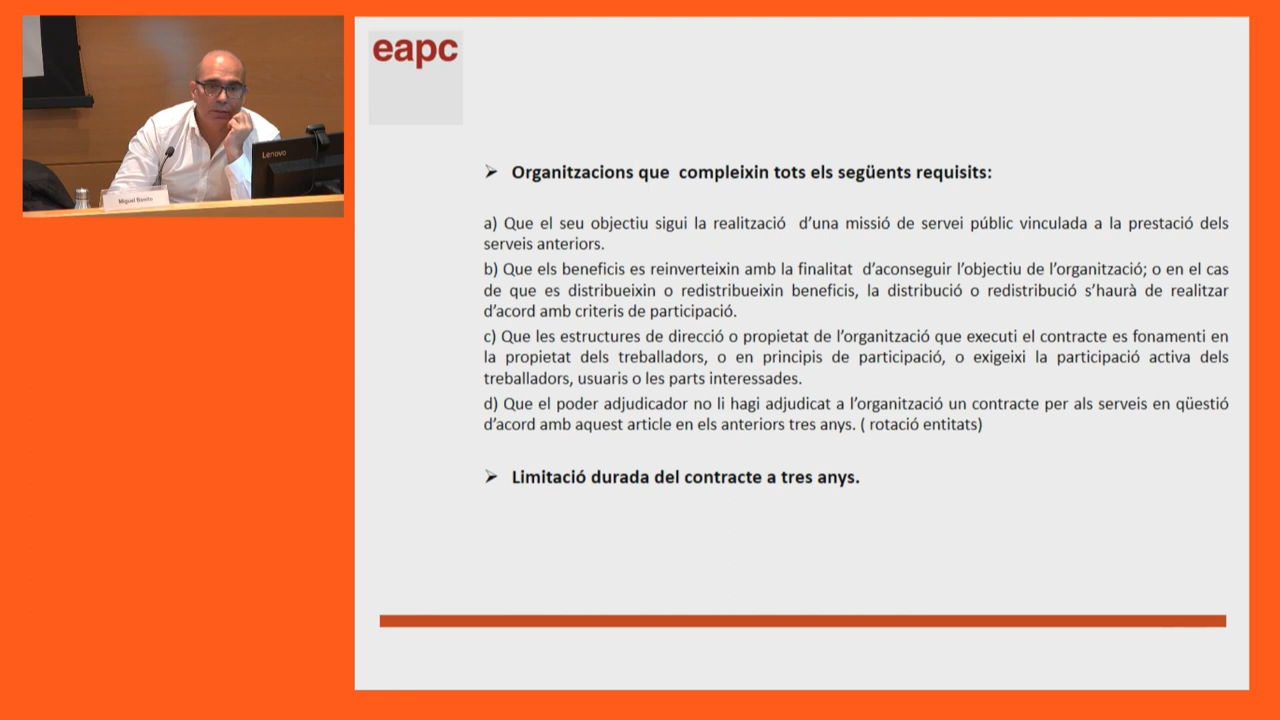 Lenovo
Miguel Benito
eapc
➢ Organitzacions que compleixin tots els següents requisits:
a) Que el seu objectiu sigui la realització d’una missió de servei públic vinculada a la prestació dels
serveis anteriors.
b) Que els beneficis es reinverteixin amb la finalitat d’aconseguir l’objectiu de l’organització; o en el cas
de que es distribueixin o redistribueixin beneficis, la distribució o redistribució s’haurà de realitzar
d’acord amb criteris de participació.
c) Que les estructures de direcció o propietat de l’organització que executi el contracte es fonamenti en
la propietat dels treballadors, o en principis de participació, o exigeixi la participació activa dels
treballadors, usuaris o les parts interessades.
d) Que el poder adjudicador no li hagi adjudicat a l’organització un contracte per als serveis en qüestió
d’acord amb aquest article en els anteriors tres anys. ( rotació entitats)
➢ Limitació durada del contracte a tres anys.